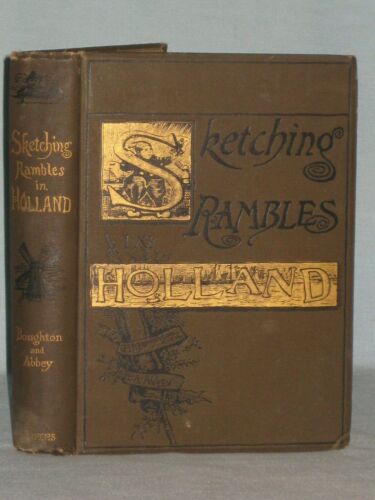 Sketching
Rambles
in
HOLLAND
Boughton
and
Abbey
Sketching
RAMBLES
IN
HOLLAND